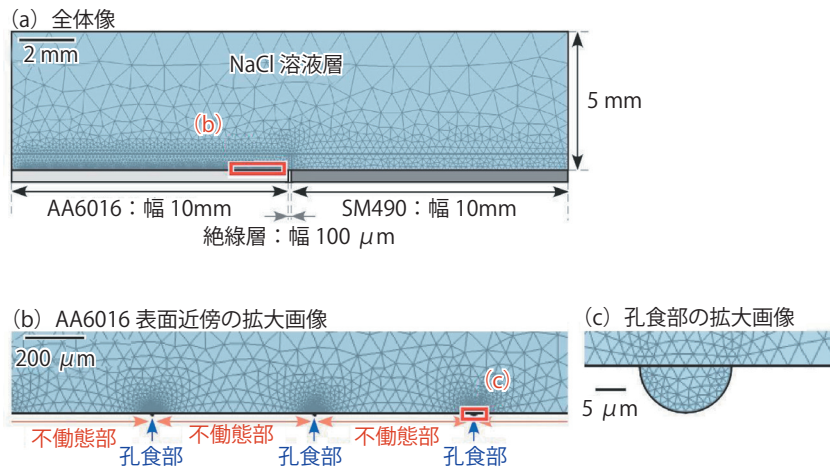 (a) 全体像
2 mm
NaCl 溶液層
(b)
5 mm
AA6016：幅 10mm
SM490：幅 10mm
絶縁層：幅 100 μm
(b) AA6016 表面近傍の拡大画像
200 μm
(c)
不働態部
不働態部
不働態部
孔食部
孔食部
孔食部
(c) 孔食部の拡大画像
5 μm